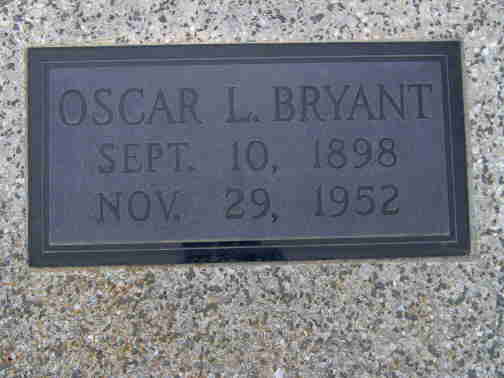 OSCAR L. BRYANT
SEPT. 10, 1898
NOV. 29, 1952